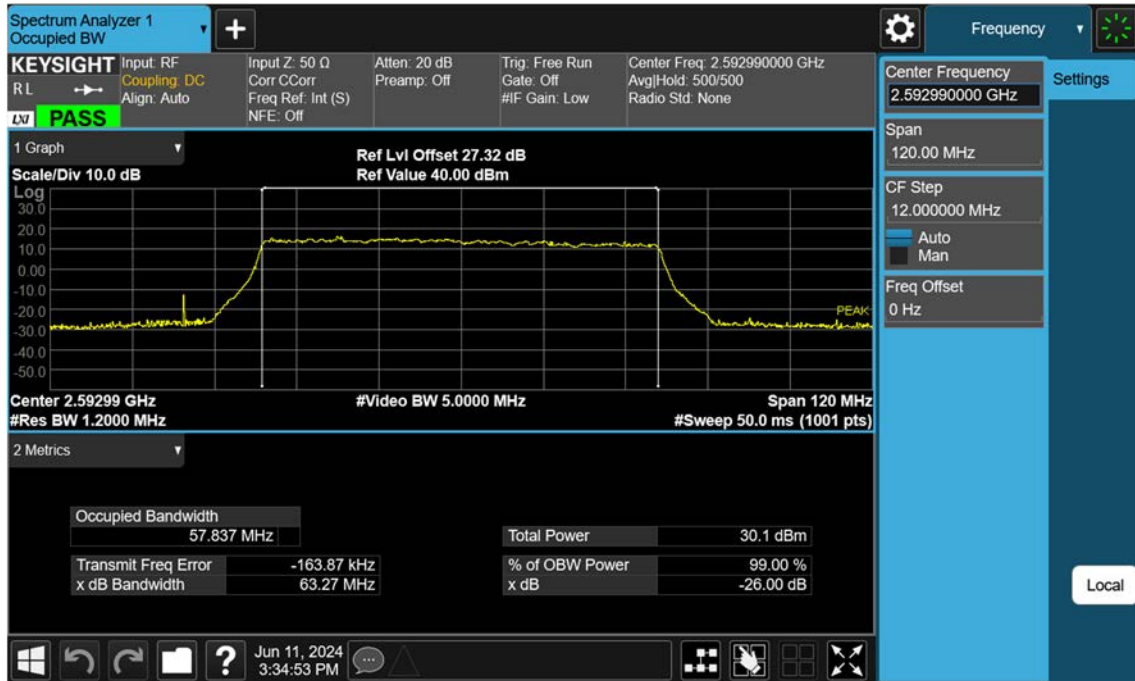 Spectrum Analyzer 1
Occupied BW
Frequency
KEYSIGHT
R L
LXI
PASS
Input: RF
Coupling: DC
Align: Auto
Input Z: 50 Ω
Corr CCorr
Freq Ref: Int (S)
NFE: Off
Atten: 20 dB
Preamp: Off
Trig: Free Run
Gate: Off
#IF Gain: Low
Center Freq: 2.592990000 GHz
Avg|Hold: 500/500
Radio Std: None
Center Frequency
2.592990000 GHz
Settings
Span
120.00 MHz
CF Step
12.000000 MHz
Auto
Man
Freq Offset
0 Hz
Local
1 Graph
Scale/Div 10.0 dB
Ref Lvl Offset 27.32 dB
Ref Value 40.00 dBm
Log
30.0
20.0
10.0
0.00
-10.0
-20.0
-30.0
-40.0
-50.0
PEAK
Center 2.59299 GHz
#Res BW 1.2000 MHz
#Video BW 5.0000 MHz
Span 120 MHz
#Sweep 50.0 ms (1001 pts)
2 Metrics
Occupied Bandwidth
57.837 MHz
Total Power 30.1 dBm
Transmit Freq Error -163.87 kHz
% of OBW Power 99.00 %
x dB Bandwidth 63.27 MHz
x dB -26.00 dB
?
Jun 11, 2024
3:34:53 PM